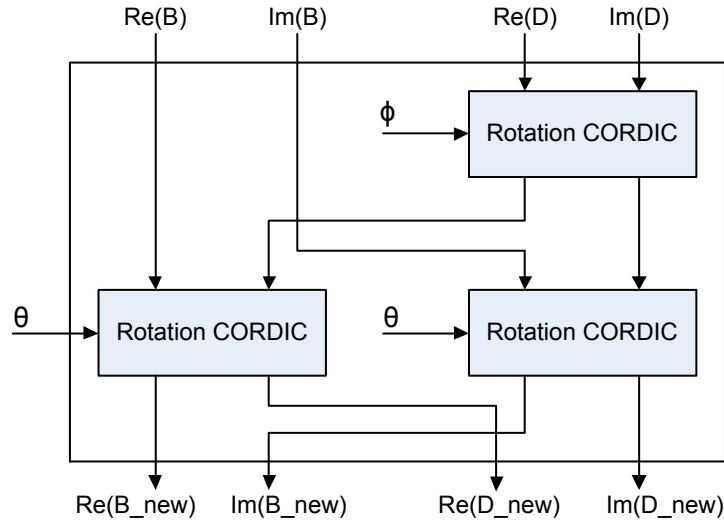 Re(B) Im(B) Re(D) Im(D)
ϕ
Rotation CORDIC
θ
Rotation CORDIC
θ
Rotation CORDIC
Re(B_new) Im(B_new) Re(D_new) Im(D_new)